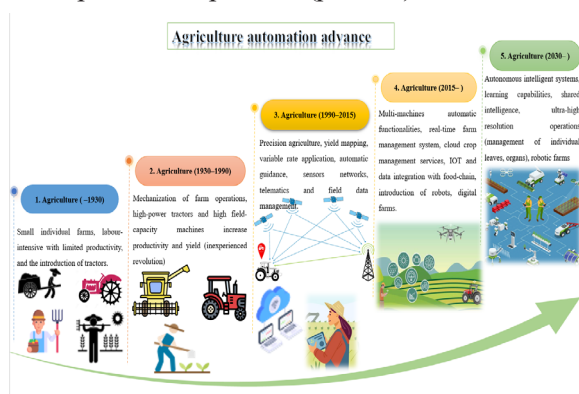 Agriculture automation advance
1. Agriculture ( –1930)
Small individual farms, labour-
intensive with limited productivity,
and the introduction of tractors.
2. Agriculture (1930–1990)
Mechanization of farm operations,
high-power tractors and high field-
capacity machines increase
productivity and yield (inexperienced
revolution)
3. Agriculture (1990–2015)
Precision agriculture, yield mapping,
variable rate application, automatic
guidance, sensors networks,
telematics and field data
management.
4. Agriculture (2015– )
Multi-machines automatic
functionalities, real-time farm
management system, cloud crop
management services, IOT and
data integration with food-chain,
introduction of robots, digital
farms.
5. Agriculture (2030– )
Autonomous intelligent systems,
learning capabilities, shared
intelligence, ultra-high
resolution operations
(management of individual
leaves, organs), robotic farms